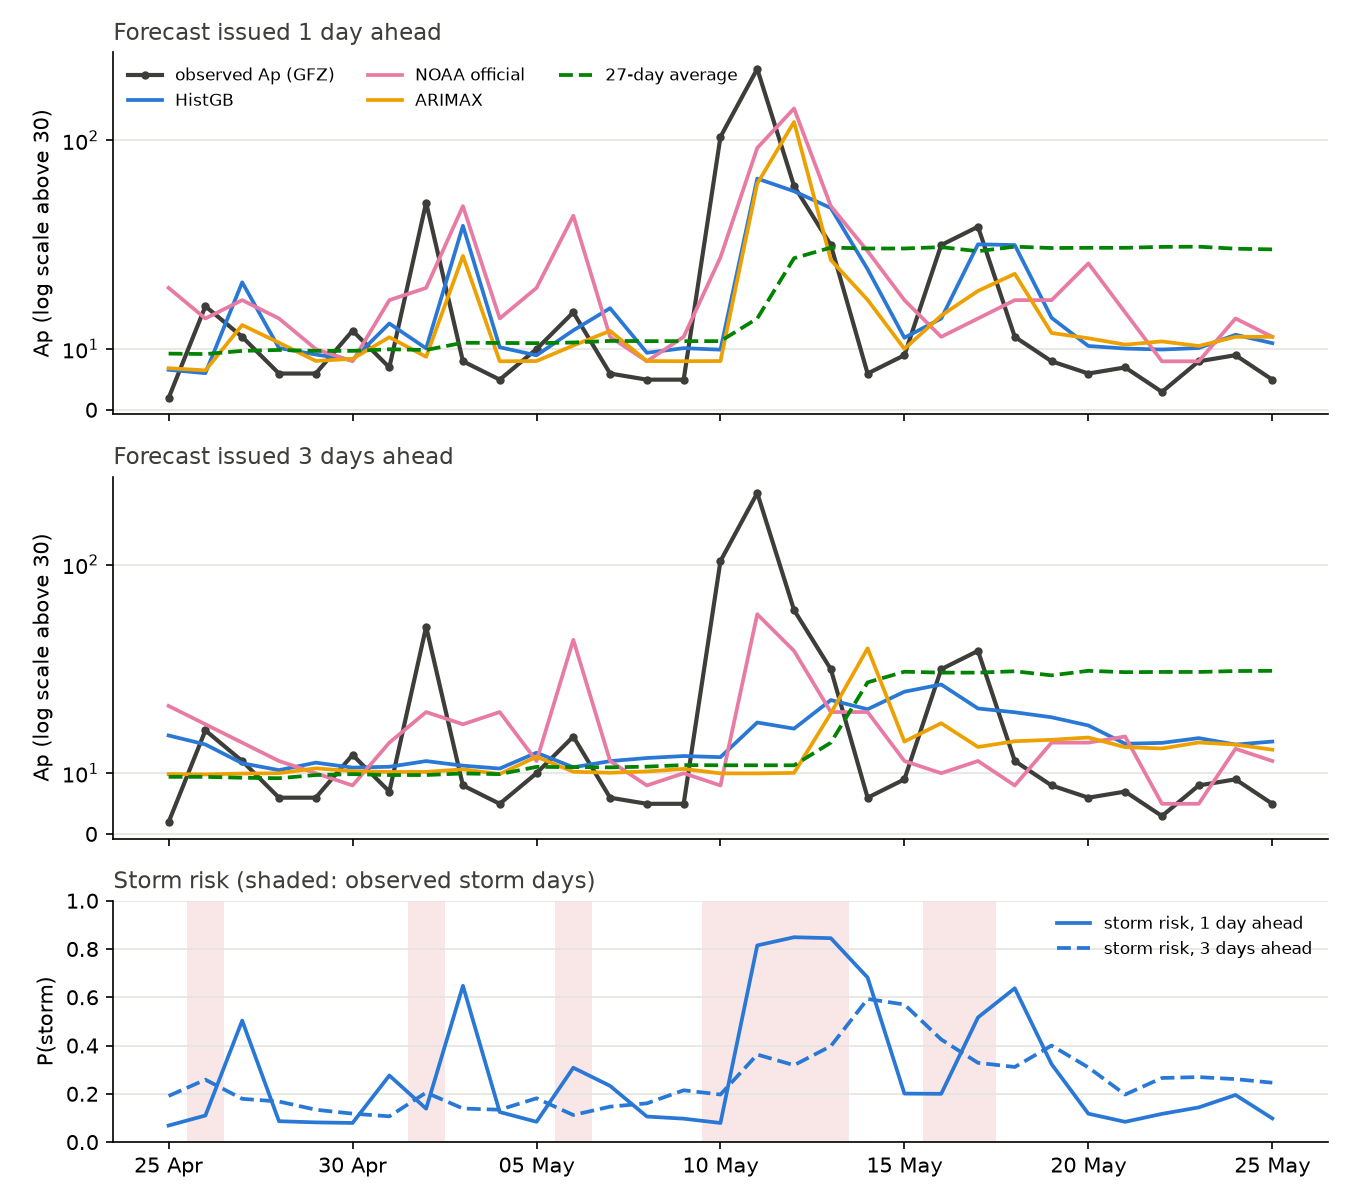 Forecast issued 1 day ahead
observed Ap (GFZ)
HistGB
NOAA official
ARIMAX
27-day average
Ap (log scale above 30)
10²
10¹
0
Forecast issued 3 days ahead
Ap (log scale above 30)
10²
10¹
0
Storm risk (shaded: observed storm days)
storm risk, 1 day ahead
storm risk, 3 days ahead
P(storm)
1.0
0.8
0.6
0.4
0.2
0.0
25 Apr 30 Apr 05 May 10 May 15 May 20 May 25 May